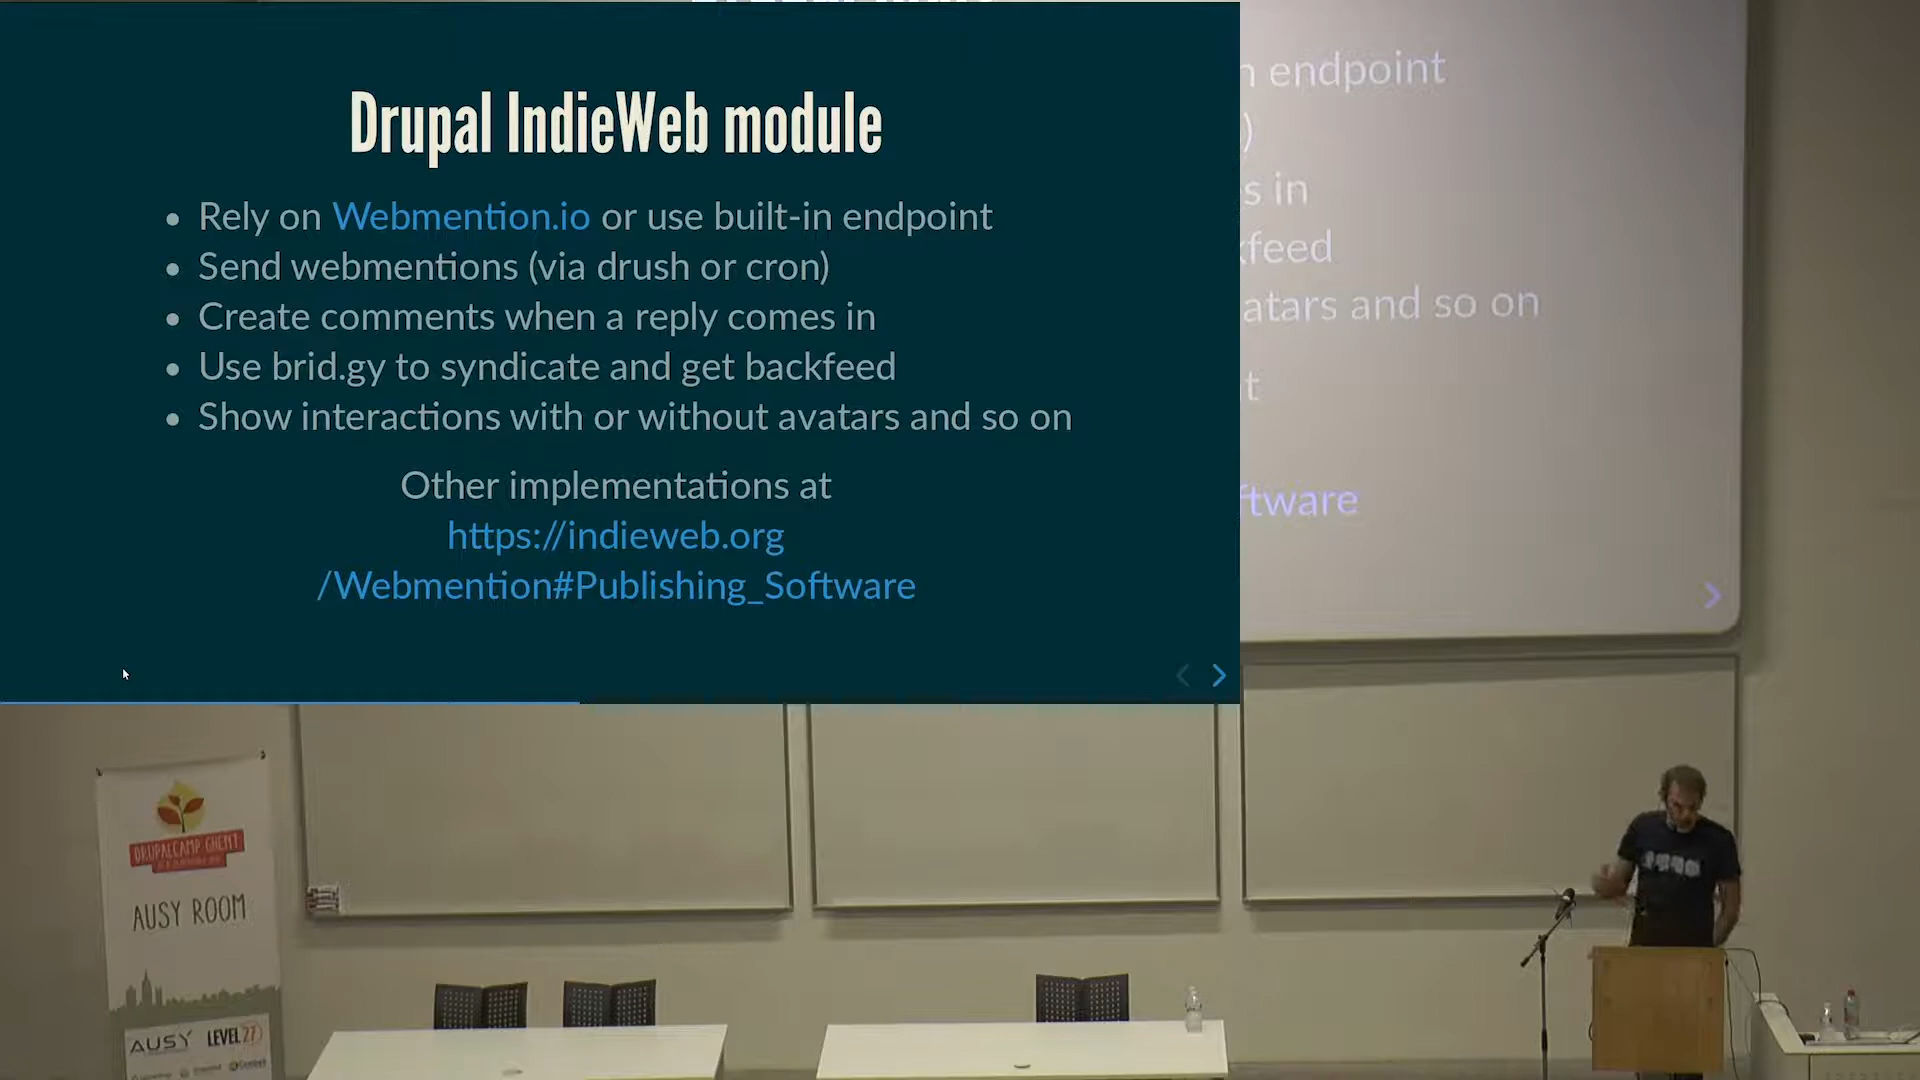 Drupal IndieWeb module
Rely on Webmention.io or use built-in endpoint
Send webmentions (via drush or cron)
Create comments when a reply comes in
Use brid.gy to syndicate and get backfeed
Show interactions with or without avatars and so on
Other implementations at
https://indieweb.org
/Webmention#Publishing_Software
n endpoint
)
s in
kfeed
atars and so on
t
ftware
DRUPALCAMP GHENT
AUSY ROOM
AUSY LEVEL27